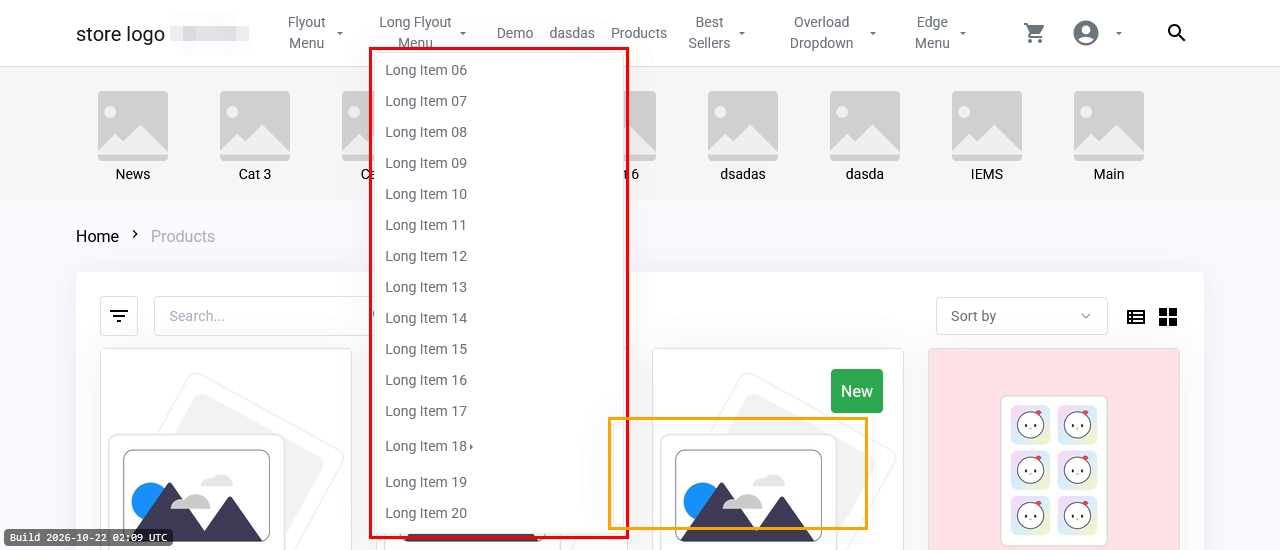 store logo
Flyout
Menu
Long Flyout
Menu
Demo
dasdas
Products
Best
Sellers
Overload
Dropdown
Edge
Menu
News
Cat 3
dsadas
dasda
IEMS
Main
Long Item 06
Long Item 07
Long Item 08
Long Item 09
Long Item 10
Long Item 11
Long Item 12
Long Item 13
Long Item 14
Long Item 15
Long Item 16
Long Item 17
Long Item 18
Long Item 19
Long Item 20
Home
Products
Search...
Sort by
New
Build 2026-10-22 02:09 UTC